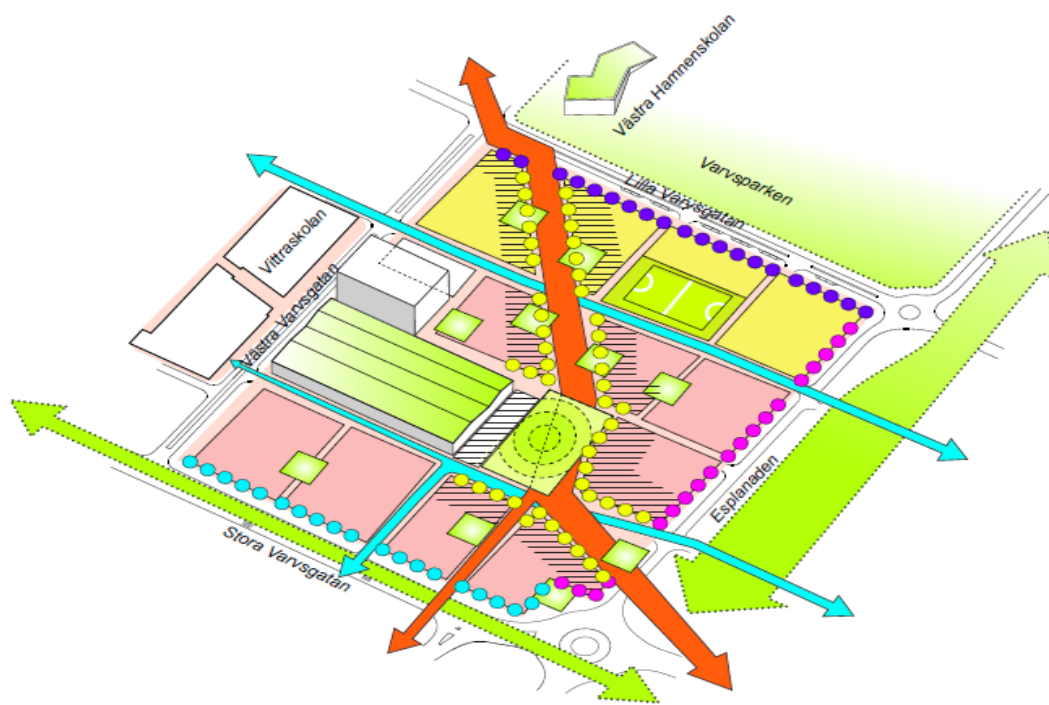 Västra Hamnenskolan
Varvsparken
Lilla Varvsgatan
Vittraskolan
Västra Varvsgatan
Esplanaden
Stora Varvsgatan